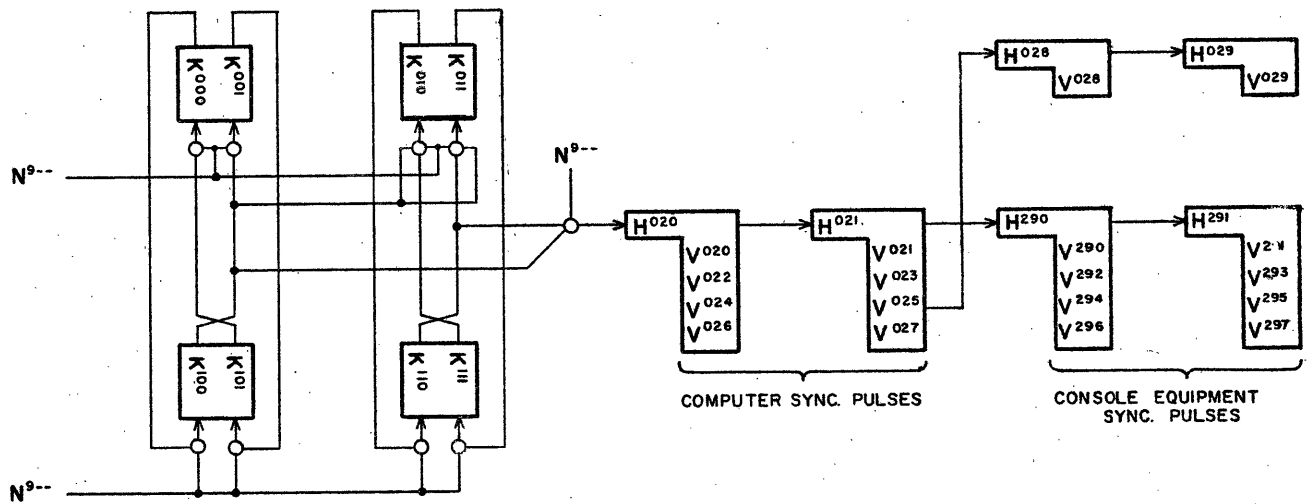 K000 K001
K010 K011
N9--
N9--
K100 K101
K110 K111
N9--
H020
V020
V022
V024
V026
H021
V021
V023
V025
V027
COMPUTER SYNC. PULSES
H028
V028
H029
V029
H290
V290
V292
V294
V296
H291
V293
V295
V297
CONSOLE EQUIPMENT
SYNC. PULSES